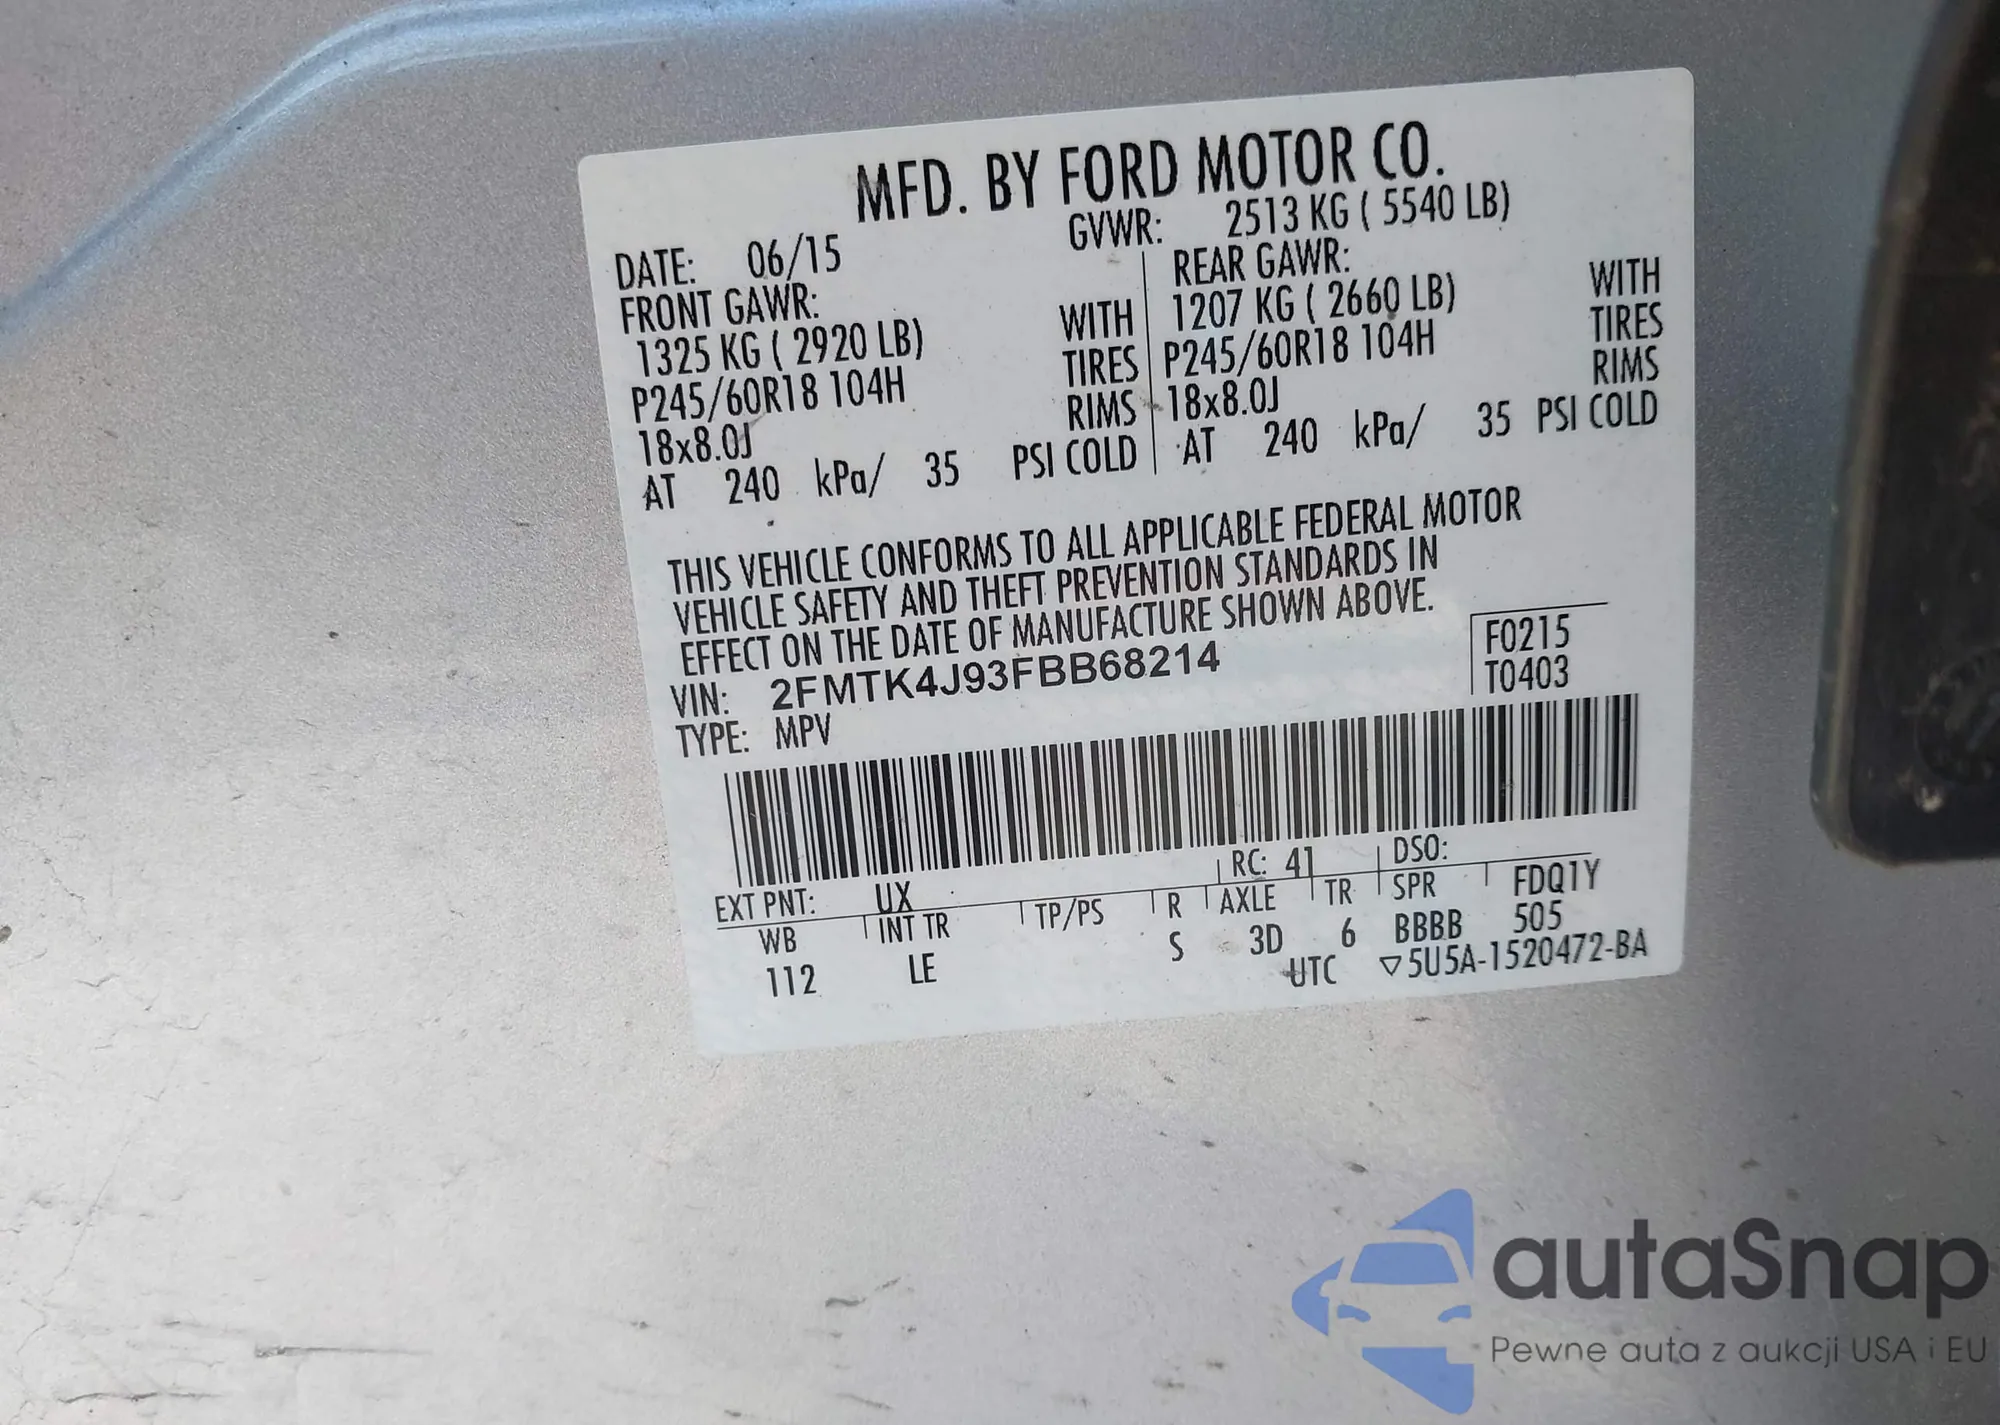 MFD. BY FORD MOTOR CO.
DATE: 06/15 GVWR: 2513 KG ( 5540 LB)
FRONT GAWR: REAR GAWR:
1325 KG ( 2920 LB) WITH 1207 KG ( 2660 LB) WITH
P245/60R18 104H TIRES P245/60R18 104H TIRES
18x8.0J RIMS 18x8.0J RIMS
AT 240 kPa/ 35 PSI COLD AT 240 kPa/ 35 PSI COLD
THIS VEHICLE CONFORMS TO ALL APPLICABLE FEDERAL MOTOR
VEHICLE SAFETY AND THEFT PREVENTION STANDARDS IN
EFFECT ON THE DATE OF MANUFACTURE SHOWN ABOVE.
VIN: 2FMTK4J93FBB68214 F0215
TYPE: MPV T0403
EXT PNT: UX RC: 41 DSO:
WB INT TR TP/PS R AXLE TR SPR FDQ1Y
112 LE S 3D 6 BBBB 505
UTC ▽5U5A-1520472-BA
autaSnap
Pewne auta z aukcji USA i EU